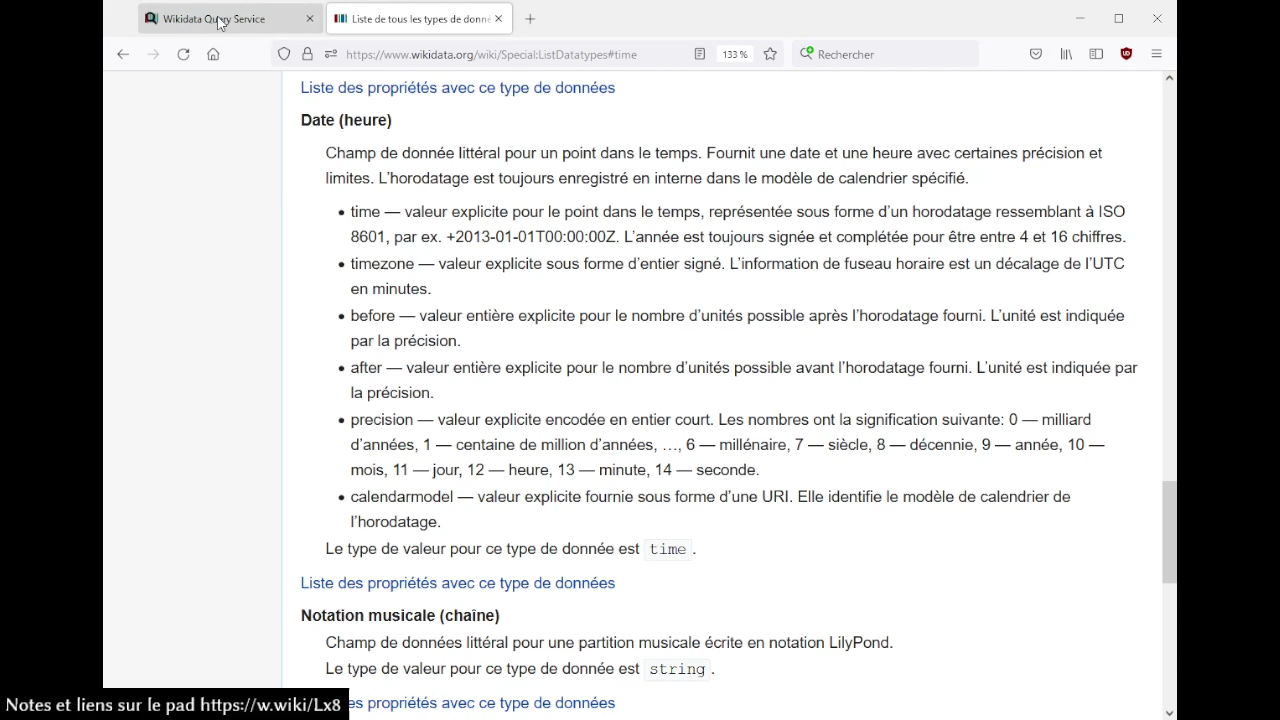 Wikidata Query Service
Liste de tous les types de donné
https://www.wikidata.org/wiki/Special:ListDatatypes#time
133 %
Rechercher
Liste des propriétés avec ce type de données
Date (heure)
Champ de donnée littéral pour un point dans le temps. Fournit une date et une heure avec certaines précision et
limites. L’horodatage est toujours enregistré en interne dans le modèle de calendrier spécifié.
• time — valeur explicite pour le point dans le temps, représentée sous forme d’un horodatage ressemblant à ISO
8601, par ex. +2013-01-01T00:00:00Z. L’année est toujours signée et complétée pour être entre 4 et 16 chiffres.
• timezone — valeur explicite sous forme d’entier signé. L’information de fuseau horaire est un décalage de l’UTC
en minutes.
• before — valeur entière explicite pour le nombre d’unités possible après l’horodatage fourni. L’unité est indiquée
par la précision.
• after — valeur entière explicite pour le nombre d’unités possible avant l’horodatage fourni. L’unité est indiquée par
la précision.
• precision — valeur explicite encodée en entier court. Les nombres ont la signification suivante: 0 — milliard
d’années, 1 — centaine de million d’années, …, 6 — millénaire, 7 — siècle, 8 — décennie, 9 — année, 10 —
mois, 11 — jour, 12 — heure, 13 — minute, 14 — seconde.
• calendarmodel — valeur explicite fournie sous forme d’une URI. Elle identifie le modèle de calendrier de
l’horodatage.
Le type de valeur pour ce type de donnée est time.
Liste des propriétés avec ce type de données
Notation musicale (chaîne)
Champ de données littéral pour une partition musicale écrite en notation LilyPond.
Le type de valeur pour ce type de donnée est string.
des propriétés avec ce type de données
Notes et liens sur le pad https://w.wiki/Lx8